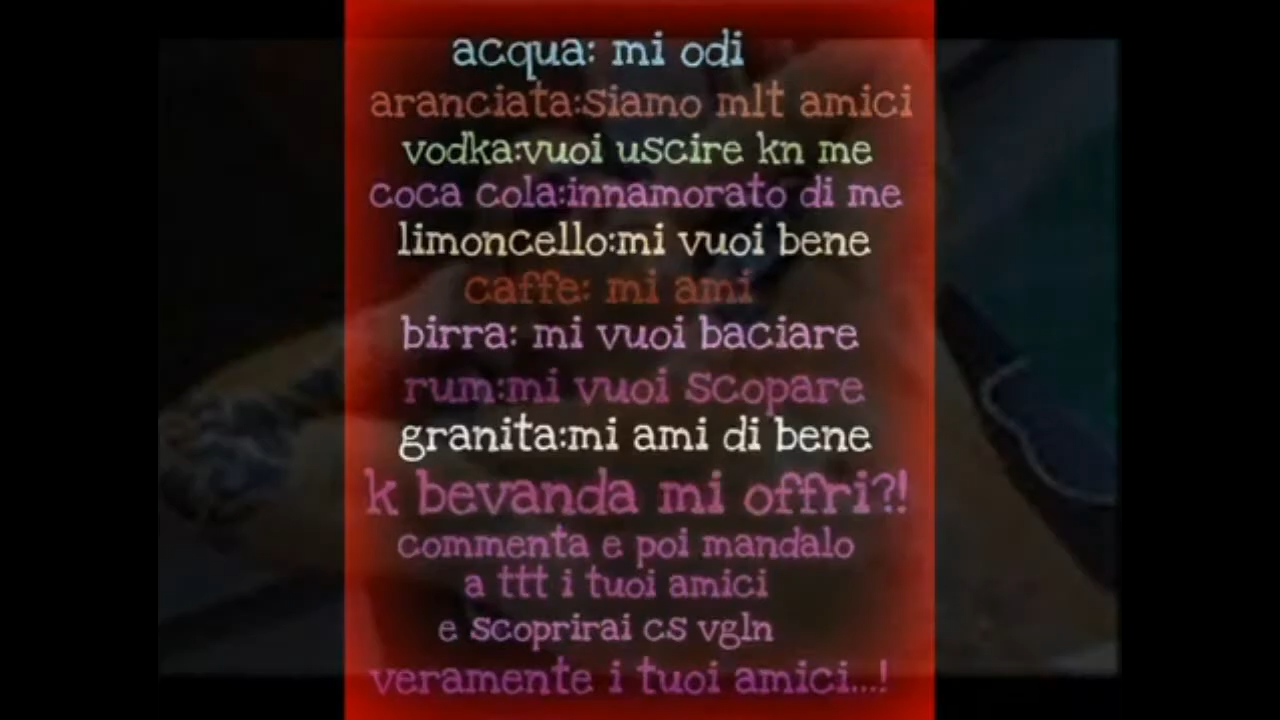 acqua: mi odi
aranciata:siamo mlt amici
vodka:vuoi uscire kn me
coca cola:innamorato di me
limoncello:mi vuoi bene
caffe: mi ami
birra: mi vuoi baciare
rum:mi vuoi scopare
granita:mi ami di bene
k bevanda mi offri?!
commenta e poi mandalo
a ttt i tuoi amici
e scoprirai cs vgln
veramente i tuoi amici...!